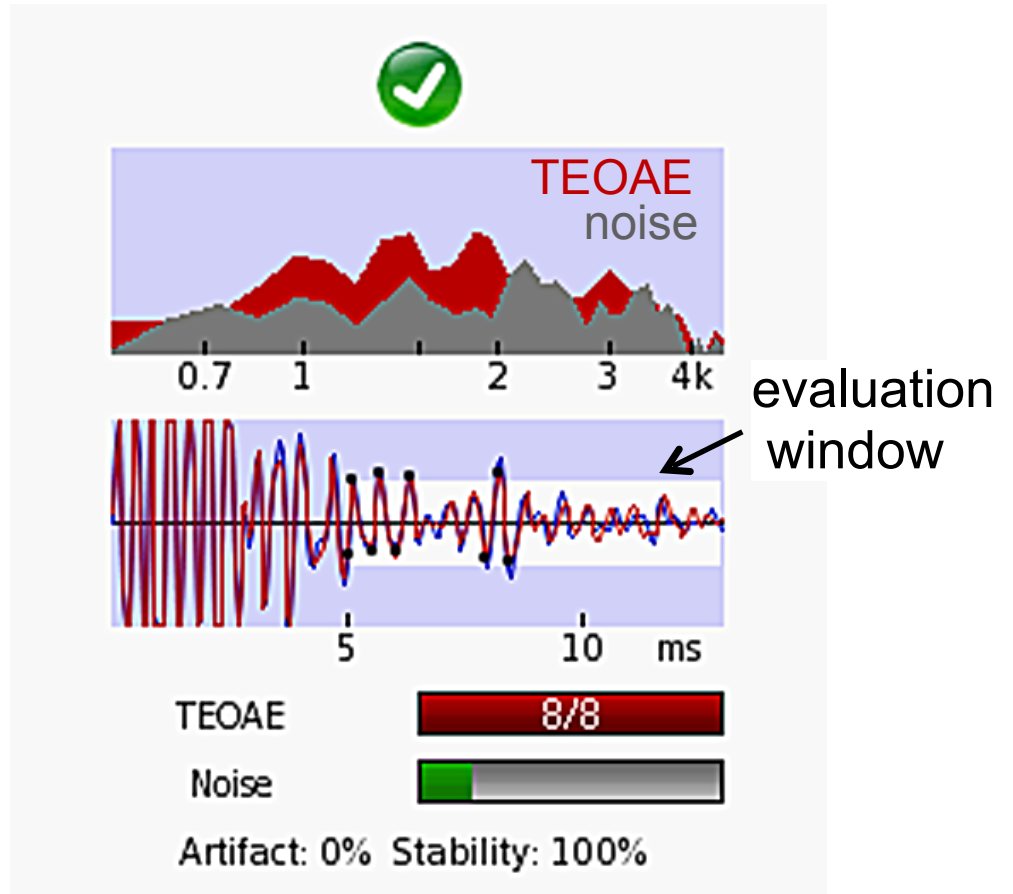 TEOAE
noise
0.7 1 2 3 4k
evaluation
window
5 10 ms
TEOAE 8/8
Noise
Artifact: 0% Stability: 100%